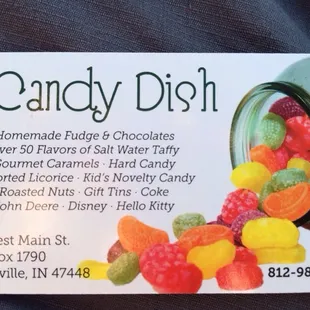 Candy Dish
Homemade Fudge & Chocolates
ver 50 Flavors of Salt Water Taffy
ourmet Caramels · Hard Candy
orted Licorice · Kid's Novelty Candy
Roasted Nuts · Gift Tins · Coke
ohn Deere · Disney · Hello Kitty
est Main St.
ox 1790
ville, IN 47448
812-98